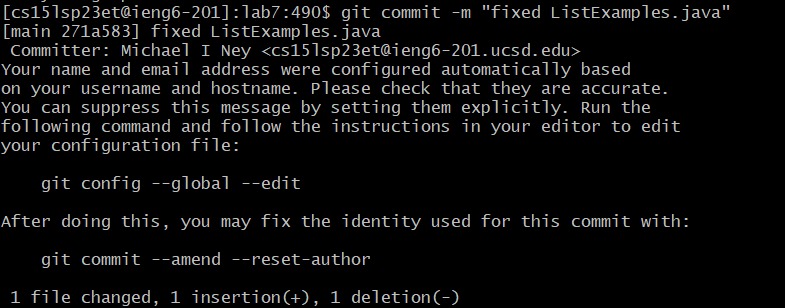 [cs15lsp23et@ieng6-201]:lab7:490$ git commit -m "fixed ListExamples.java"
[main 271a583] fixed ListExamples.java
 Committer: Michael I Ney <cs15lsp23et@ieng6-201.ucsd.edu>
Your name and email address were configured automatically based
on your username and hostname. Please check that they are accurate.
You can suppress this message by setting them explicitly. Run the
following command and follow the instructions in your editor to edit
your configuration file:

    git config --global --edit

After doing this, you may fix the identity used for this commit with:

    git commit --amend --reset-author

 1 file changed, 1 insertion(+), 1 deletion(-)